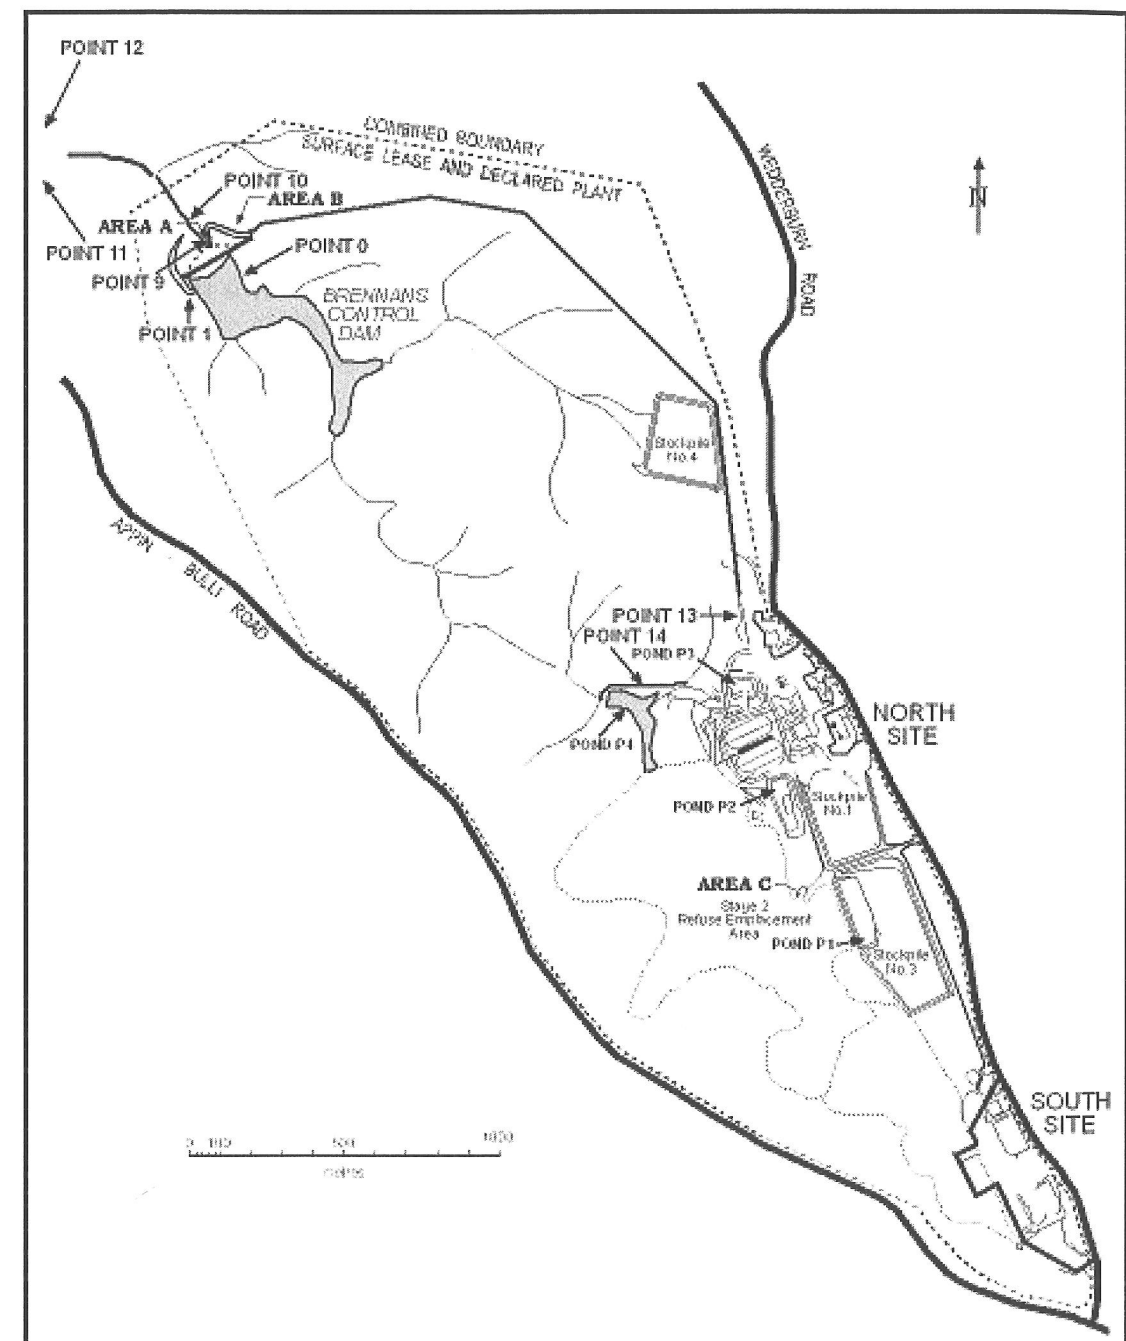 POINT 12
COMBINED BOUNDARY
SURFACE LEASE AND DECLARED PLANT
WEDDERBURN ROAD
N
POINT 10
AREA B
AREA A
POINT 11
POINT 0
POINT 9
BRENNANS
CONTROL
DAM
POINT 1
Stockpile
No.4
APPIN - BULLI ROAD
POINT 13
POINT 14
POND P3
NORTH
SITE
POND P4
POND P2
Stockpile
No.1
AREA C
Stage 2
Refuse Emplacement
Area
POND P1
Stockpile
No.3
SOUTH
SITE
0 100 500 1000
metres